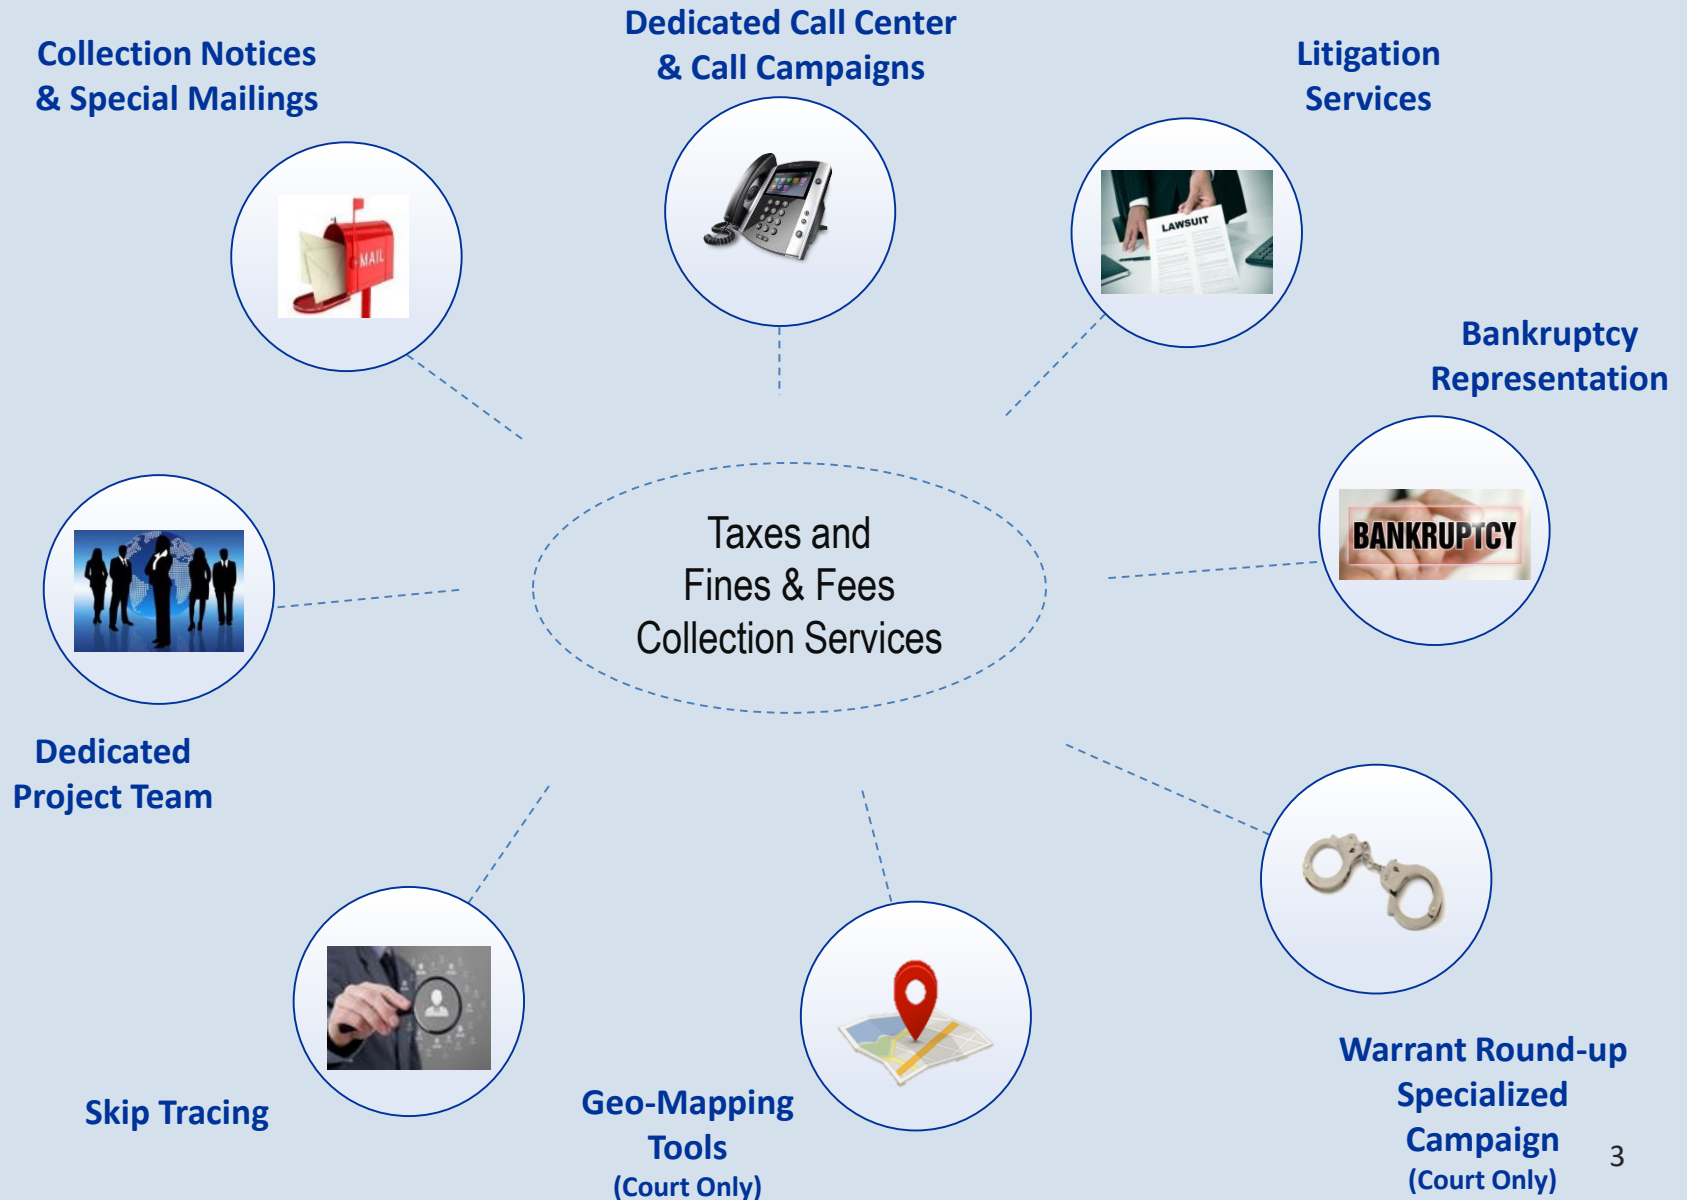 Dedicated Call Center
& Call Campaigns
Collection Notices
& Special Mailings
Litigation
Services
MAIL
LAWSUIT
Bankruptcy
Representation
BANKRUPTCY
Taxes and
Fines & Fees
Collection Services
Dedicated
Project Team
Skip Tracing
Geo-Mapping
Tools
(Court Only)
Warrant Round-up
Specialized
Campaign
(Court Only)
3